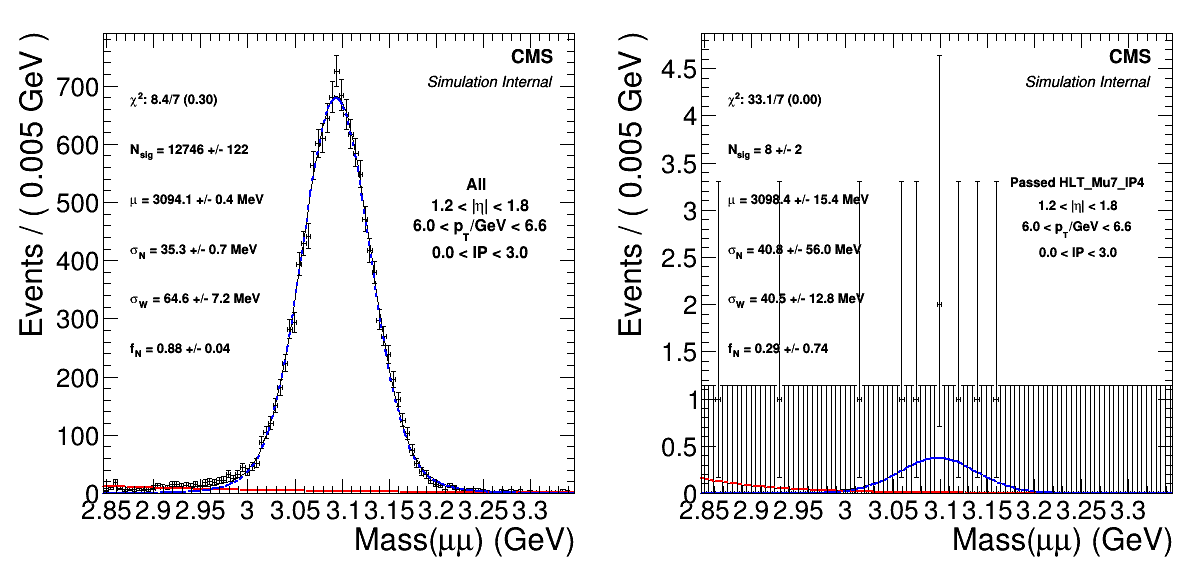 Events / ( 0.005 GeV )
700
600
500
400
300
200
100
0
CMS
Simulation Internal
χ²: 8.4/7 (0.30)
N_sig = 12746 +/- 122
μ = 3094.1 +/- 0.4 MeV
σ_N = 35.3 +/- 0.7 MeV
σ_W = 64.6 +/- 7.2 MeV
f_N = 0.88 +/- 0.04
All
1.2 < |η| < 1.8
6.0 < p_T/GeV < 6.6
0.0 < IP < 3.0
2.85 2.9 2.95 3 3.05 3.1 3.15 3.2 3.25 3.3
Mass(μμ) (GeV)
Events / ( 0.005 GeV )
4.5
4
3.5
3
2.5
2
1.5
1
0.5
0
CMS
Simulation Internal
χ²: 33.1/7 (0.00)
N_sig = 8 +/- 2
μ = 3098.4 +/- 15.4 MeV
σ_N = 40.8 +/- 56.0 MeV
σ_W = 40.5 +/- 12.8 MeV
f_N = 0.29 +/- 0.74
Passed HLT_Mu7_IP4
1.2 < |η| < 1.8
6.0 < p_T/GeV < 6.6
0.0 < IP < 3.0
2.85 2.9 2.95 3 3.05 3.1 3.15 3.2 3.25 3.3
Mass(μμ) (GeV)